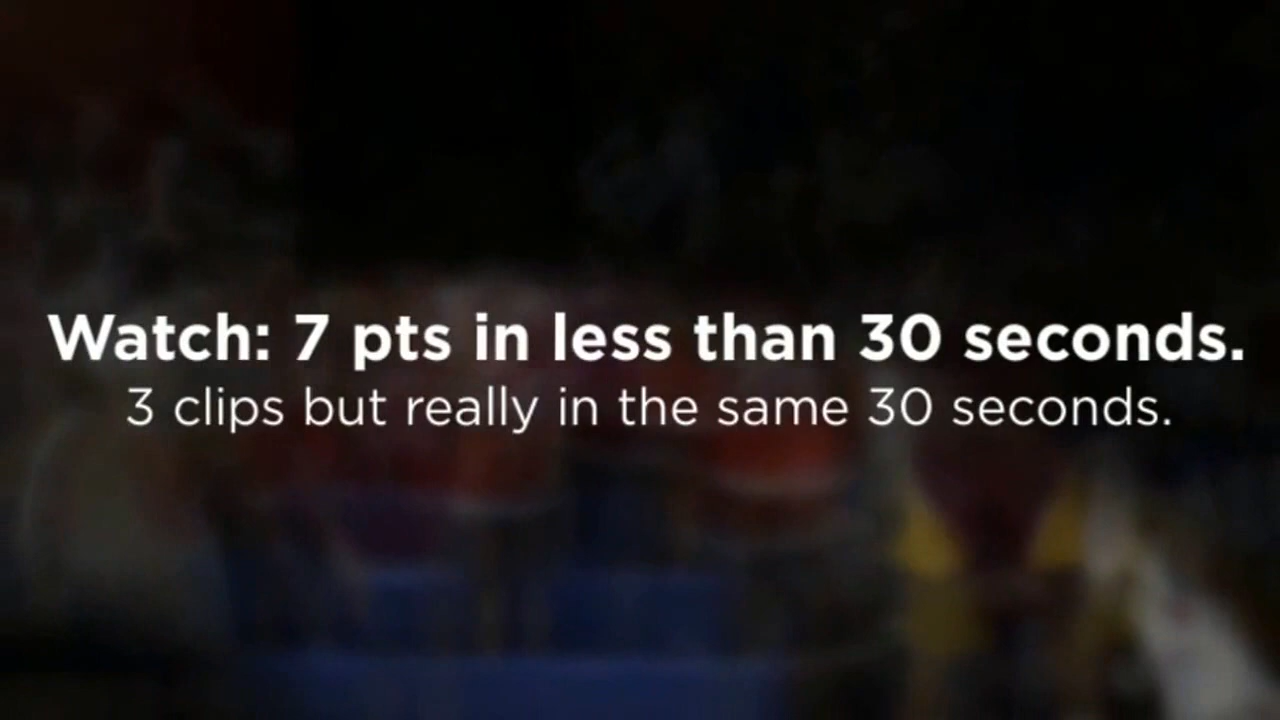 Watch: 7 pts in less than 30 seconds.
3 clips but really in the same 30 seconds.